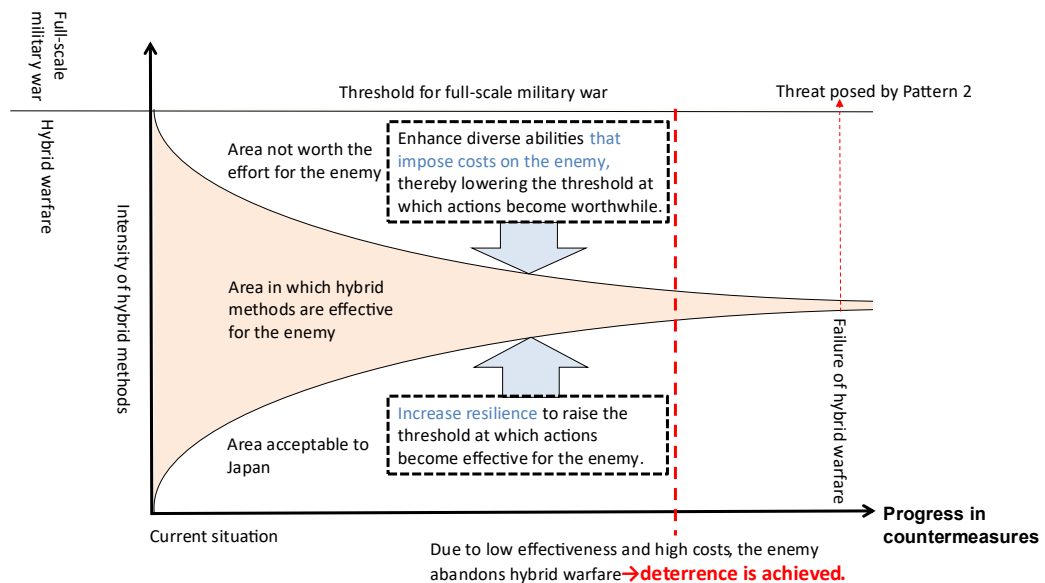 Full-scale
military war
Threshold for full-scale military war
Threat posed by Pattern 2
Hybrid warfare
Intensity of hybrid methods
Area not worth the
effort for the enemy
Enhance diverse abilities that
impose costs on the enemy,
thereby lowering the threshold at
which actions become worthwhile.
Area in which hybrid
methods are effective
for the enemy
Failure of hybrid warfare
Increase resilience to raise the
threshold at which actions
become effective for the enemy.
Area acceptable to
Japan
Progress in
countermeasures
Current situation
Due to low effectiveness and high costs, the enemy
abandons hybrid warfare→deterrence is achieved.